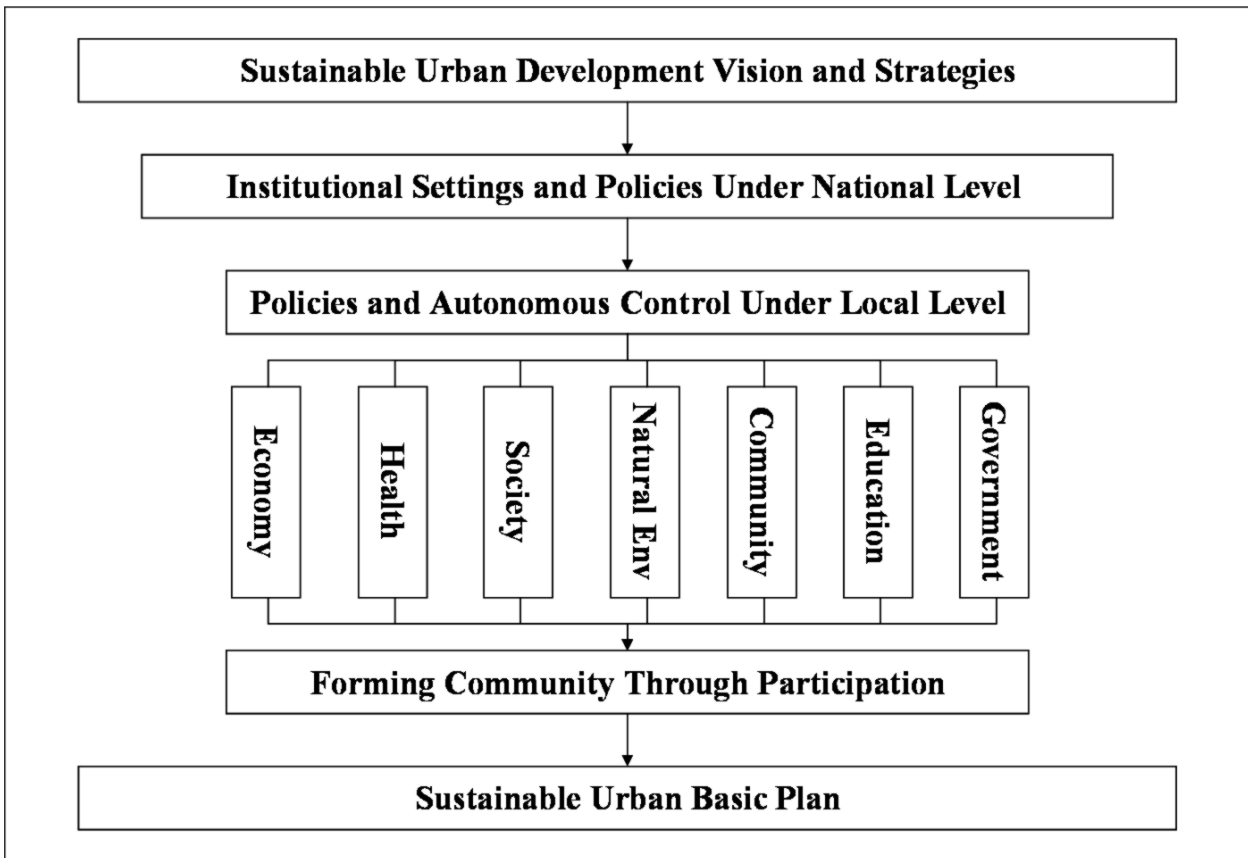 Sustainable Urban Development Vision and Strategies
Institutional Settings and Policies Under National Level
Policies and Autonomous Control Under Local Level
Economy
Health
Society
Natural Env
Community
Education
Government
Forming Community Through Participation
Sustainable Urban Basic Plan